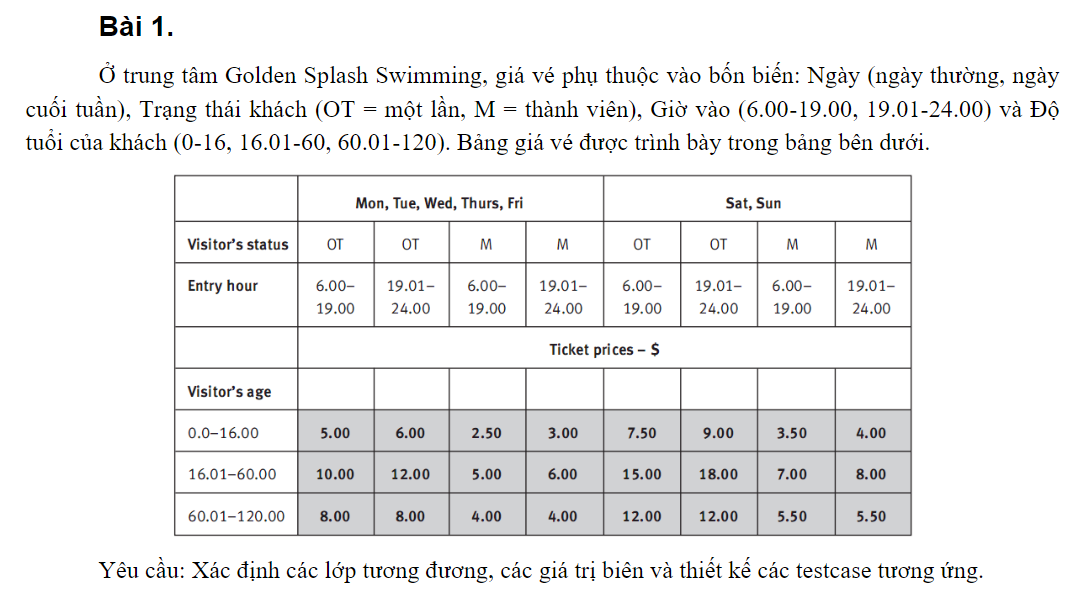 Bài 1.
Ở trung tâm Golden Splash Swimming, giá vé phụ thuộc vào bốn biến: Ngày (ngày thường, ngày
cuối tuần), Trạng thái khách (OT = một lần, M = thành viên), Giờ vào (6.00-19.00, 19.01-24.00) và Độ
tuổi của khách (0-16, 16.01-60, 60.01-120). Bảng giá vé được trình bày trong bảng bên dưới.
Mon, Tue, Wed, Thurs, Fri Sat, Sun
Visitor's status OT OT M M OT OT M M
Entry hour 6.00– 19.01– 6.00– 19.01– 6.00– 19.01– 6.00– 19.01–
19.00 24.00 19.00 24.00 19.00 24.00 19.00 24.00
Ticket prices – $
Visitor's age
0.0–16.00 5.00 6.00 2.50 3.00 7.50 9.00 3.50 4.00
16.01–60.00 10.00 12.00 5.00 6.00 15.00 18.00 7.00 8.00
60.01–120.00 8.00 8.00 4.00 4.00 12.00 12.00 5.50 5.50
Yêu cầu: Xác định các lớp tương đương, các giá trị biên và thiết kế các testcase tương ứng.